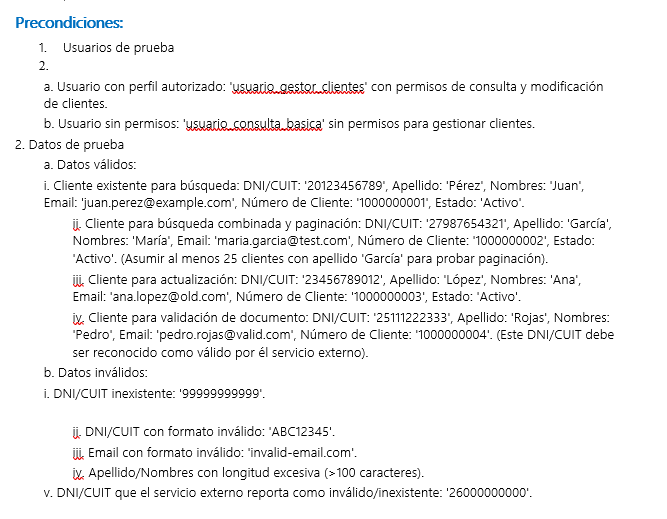 Precondiciones:
1. Usuarios de prueba
2.
a. Usuario con perfil autorizado: 'usuario_gestor_clientes' con permisos de consulta y modificación
de clientes.
b. Usuario sin permisos: 'usuario_consulta_basica' sin permisos para gestionar clientes.
2. Datos de prueba
a. Datos válidos:
i. Cliente existente para búsqueda: DNI/CUIT: '20123456789', Apellido: 'Pérez', Nombres: 'Juan',
Email: 'juan.perez@example.com', Número de Cliente: '1000000001', Estado: 'Activo'.
ii. Cliente para búsqueda combinada y paginación: DNI/CUIT: '27987654321', Apellido: 'García',
Nombres: 'María', Email: 'maria.garcia@test.com', Número de Cliente: '1000000002', Estado:
'Activo'. (Asumir al menos 25 clientes con apellido 'García' para probar paginación).
iii. Cliente para actualización: DNI/CUIT: '23456789012', Apellido: 'López', Nombres: 'Ana',
Email: 'ana.lopez@old.com', Número de Cliente: '1000000003', Estado: 'Activo'.
iv. Cliente para validación de documento: DNI/CUIT: '25111222333', Apellido: 'Rojas', Nombres:
'Pedro', Email: 'pedro.rojas@valid.com', Número de Cliente: '1000000004'. (Este DNI/CUIT debe
ser reconocido como válido por él servicio externo).
b. Datos inválidos:
i. DNI/CUIT inexistente: '99999999999'.
ii. DNI/CUIT con formato inválido: 'ABC12345'.
iii. Email con formato inválido: 'invalid-email.com'.
iv. Apellido/Nombres con longitud excesiva (>100 caracteres).
v. DNI/CUIT que el servicio externo reporta como inválido/inexistente: '26000000000'.